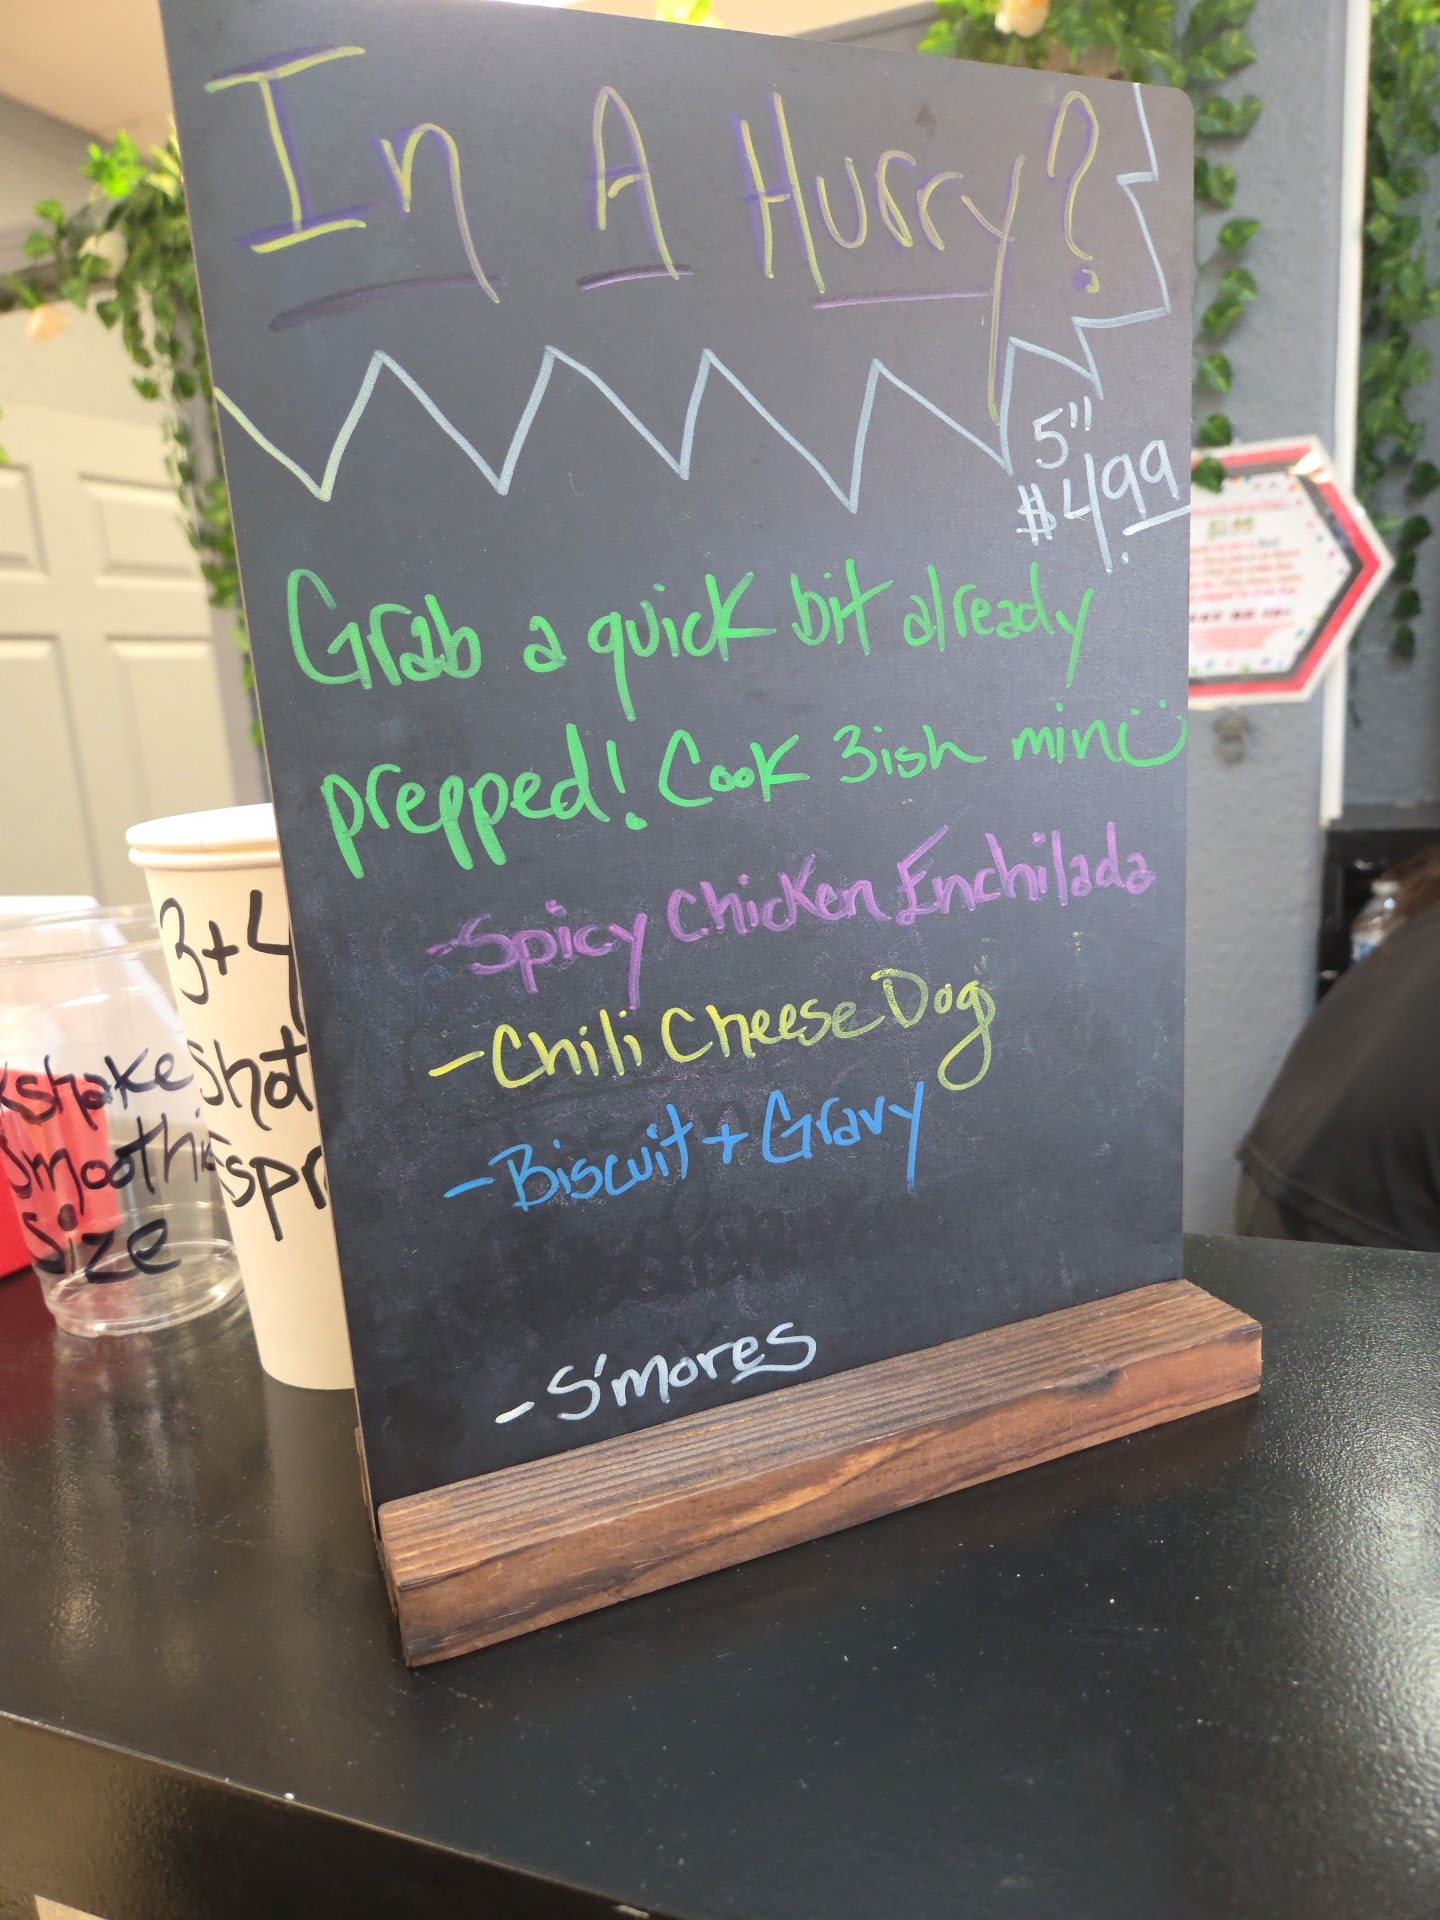 In A Hurry?
5"
$4.99
Grab a quick bit already
prepped! Cook 3ish min
-Spicy Chicken Enchilada
-Chili Cheese Dog
-Biscuit + Gravy
-S'mores
3+4
shot
kshake
Smoothie
Size